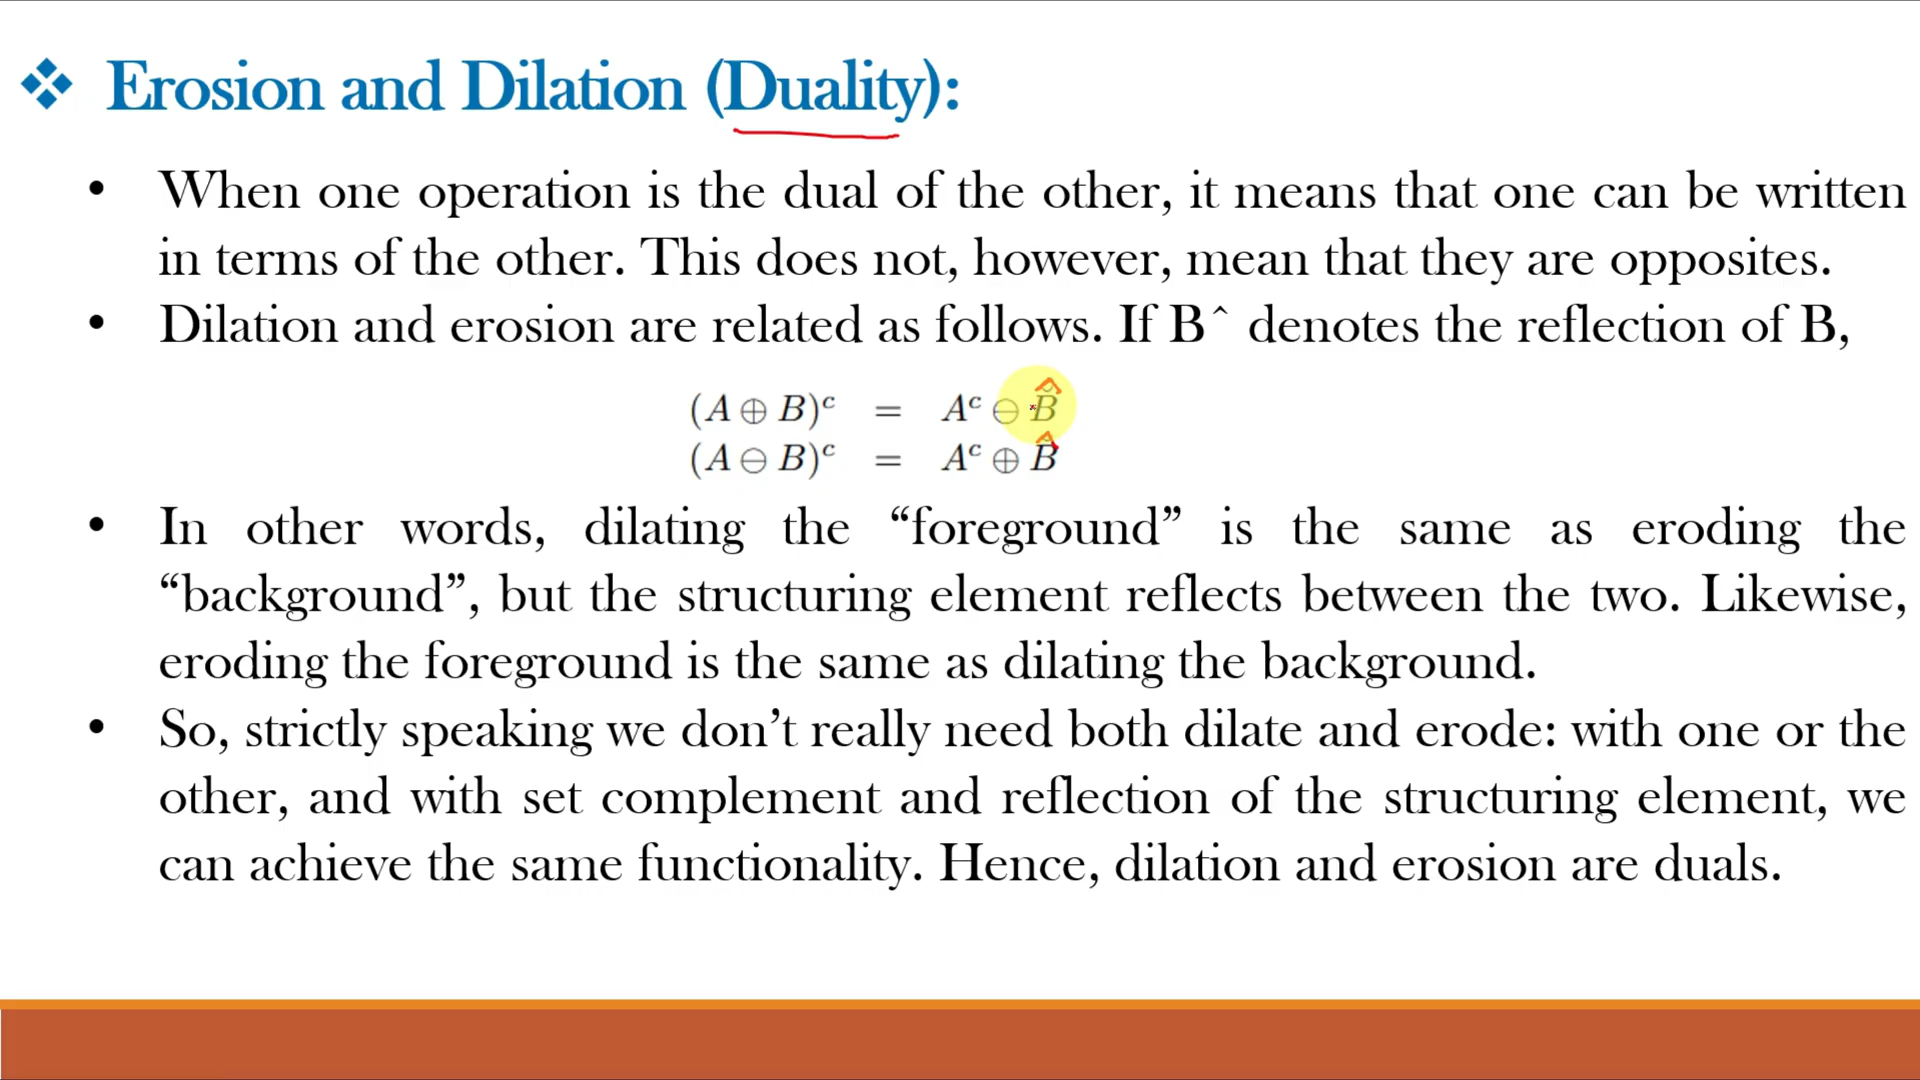 ❖ Erosion and Dilation (Duality):
• When one operation is the dual of the other, it means that one can be written
in terms of the other. This does not, however, mean that they are opposites.
• Dilation and erosion are related as follows. If B^ denotes the reflection of B,
(A ⊕ B)ᶜ = Aᶜ ⊖ B̂
(A ⊖ B)ᶜ = Aᶜ ⊕ B̂
• In other words, dilating the “foreground” is the same as eroding the
“background”, but the structuring element reflects between the two. Likewise,
eroding the foreground is the same as dilating the background.
• So, strictly speaking we don’t really need both dilate and erode: with one or the
other, and with set complement and reflection of the structuring element, we
can achieve the same functionality. Hence, dilation and erosion are duals.